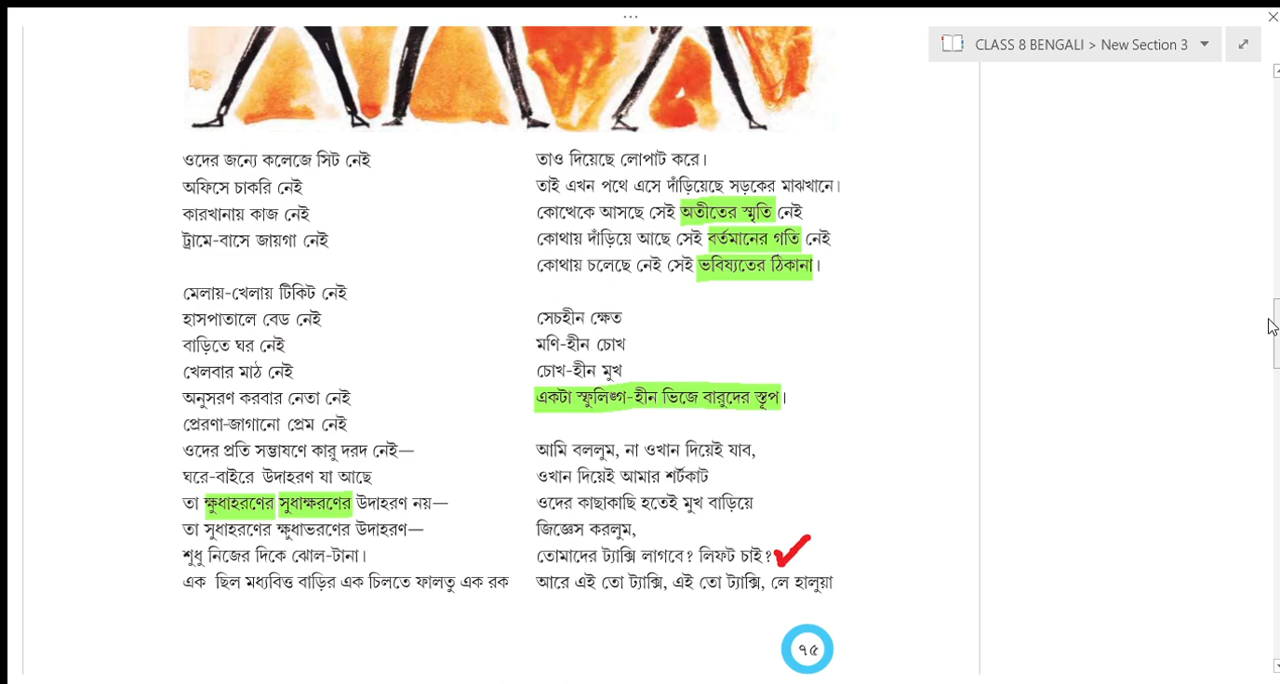 ...
CLASS 8 BENGALI > New Section 3
ওদের জন্যে কলেজে সিট নেই
অফিসে চাকরি নেই
কারখানায় কাজ নেই
ট্রামে-বাসে জায়গা নেই
মেলায়-খেলায় টিকিট নেই
হাসপাতালে বেড নেই
বাড়িতে ঘর নেই
খেলবার মাঠ নেই
অনুসরণ করবার নেতা নেই
প্রেরণা-জাগানো প্রেম নেই
ওদের প্রতি সম্ভাষণে কারু দরদ নেই—
ঘরে-বাইরে উদাহরণ যা আছে
তা ক্ষুধাহরণের সুধাক্ষরণের উদাহরণ নয়—
তা সুধাহরণের ক্ষুধাভরণের উদাহরণ—
শুধু নিজের দিকে ঝোল-টানা।
এক ছিল মধ্যবিত্ত বাড়ির এক চিলতে ফালতু এক রক
তাও দিয়েছে লোপাট করে।
তাই এখন পথে এসে দাঁড়িয়েছে সড়কের মাঝখানে।
কোত্থেকে আসছে সেই অতীতের স্মৃতি নেই
কোথায় দাঁড়িয়ে আছে সেই বর্তমানের গতি নেই
কোথায় চলেছে নেই সেই ভবিষ্যতের ঠিকানা।
সেচহীন ক্ষেত
মণি-হীন চোখ
চোখ-হীন মুখ
একটা স্ফুলিঙ্গ-হীন ভিজে বারুদের স্তূপ।
আমি বললুম, না ওখান দিয়েই যাব,
ওখান দিয়েই আমার শর্টকাট
ওদের কাছাকাছি হতেই মুখ বাড়িয়ে
জিজ্ঞেস করলুম,
তোমাদের ট্যাক্সি লাগবে? লিফট চাই?
আরে এই তো ট্যাক্সি, এই তো ট্যাক্সি, লে হালুয়া
৭৫